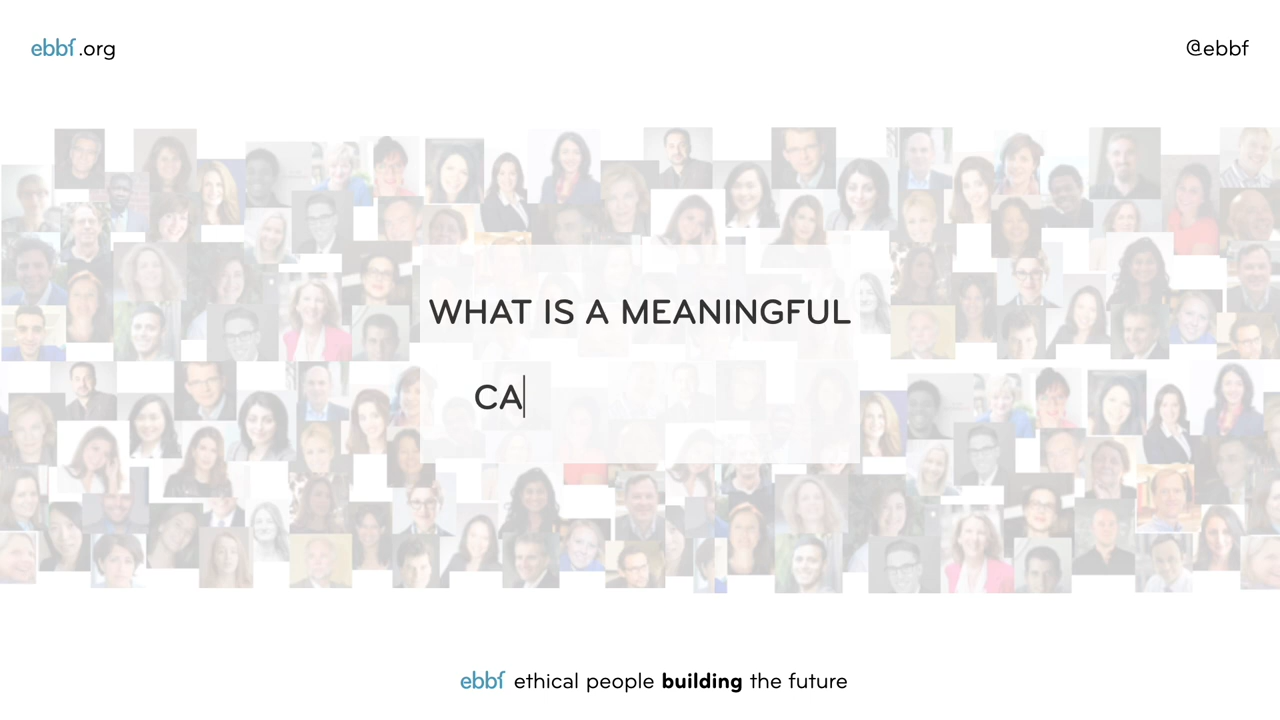 ebbf.org
@ebbf
WHAT IS A MEANINGFUL
CA
ebbf ethical people building the future